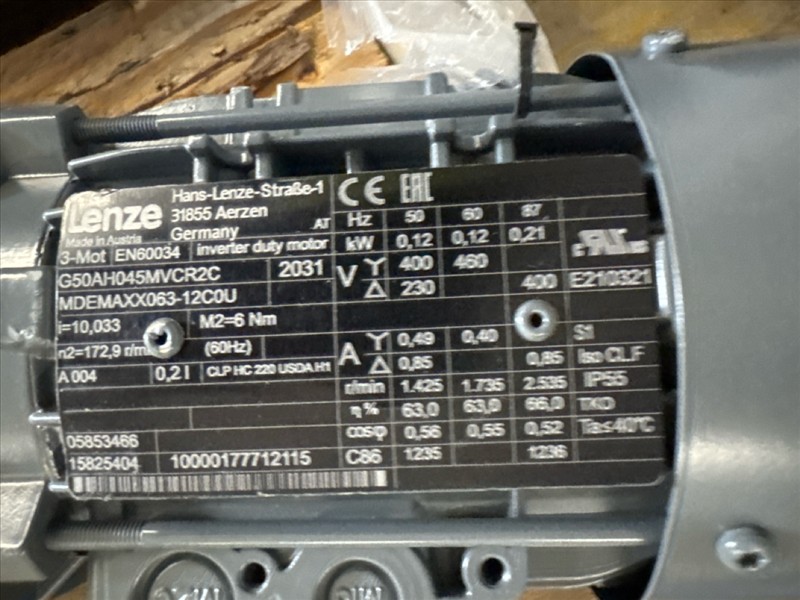 Lenze
Made in Austria
Hans-Lenze-Straße-1
31855 Aerzen
Germany AT
CE EAC
3-Mot EN60034 inverter duty motor
G50AH045MVCR2C 2031
MDEMAXX063-12C0U
i=10,033 M2=6 Nm
n2=172,9 r/mi (60Hz)
A 004 0,2 l CLP HC 220 USDA H1
05853466
15825404 10000177712115
Hz 50 60 87
kW 0,12 0,12 0,21
V Y 400 460
Δ 230 400
A Y 0,49 0,40
Δ 0,85 0,85
r/min 1.425 1.735 2.535
η% 63,0 63,0 66,0
cosφ 0,56 0,55 0,52
C86 1235 1236
E210321
S1
Iso CL.F
IP55
TKO
Ta≤40°C